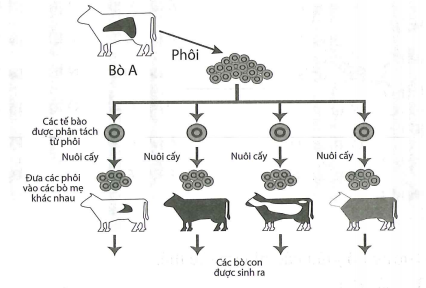 Bò A
Phôi
Các tế bào
được phân tách
từ phôi
Nuôi cấy
Nuôi cấy
Nuôi cấy
Nuôi cấy
Đưa các phôi
vào các bò mẹ
khác nhau
Các bò con
được sinh ra